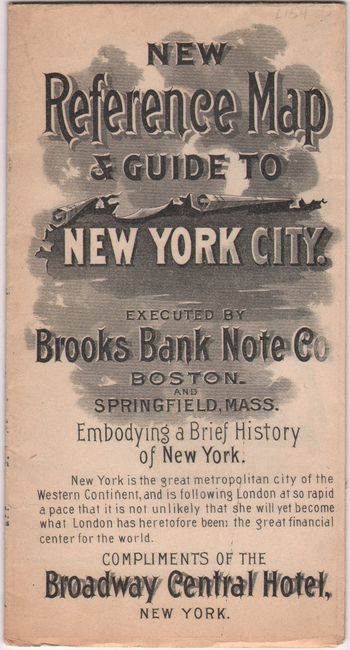 NEW
Reference Map
& GUIDE TO
NEW YORK CITY.
EXECUTED BY
Brooks Bank Note Co
BOSTON.
AND
SPRINGFIELD, MASS.
Embodying a Brief History
of New York.
New York is the great metropolitan city of the
Western Continent, and is following London at so rapid
a pace that it is not unlikely that she will yet become
what London has heretofore been: the great financial
center for the world.
COMPLIMENTS OF THE
Broadway Central Hotel,
NEW YORK.